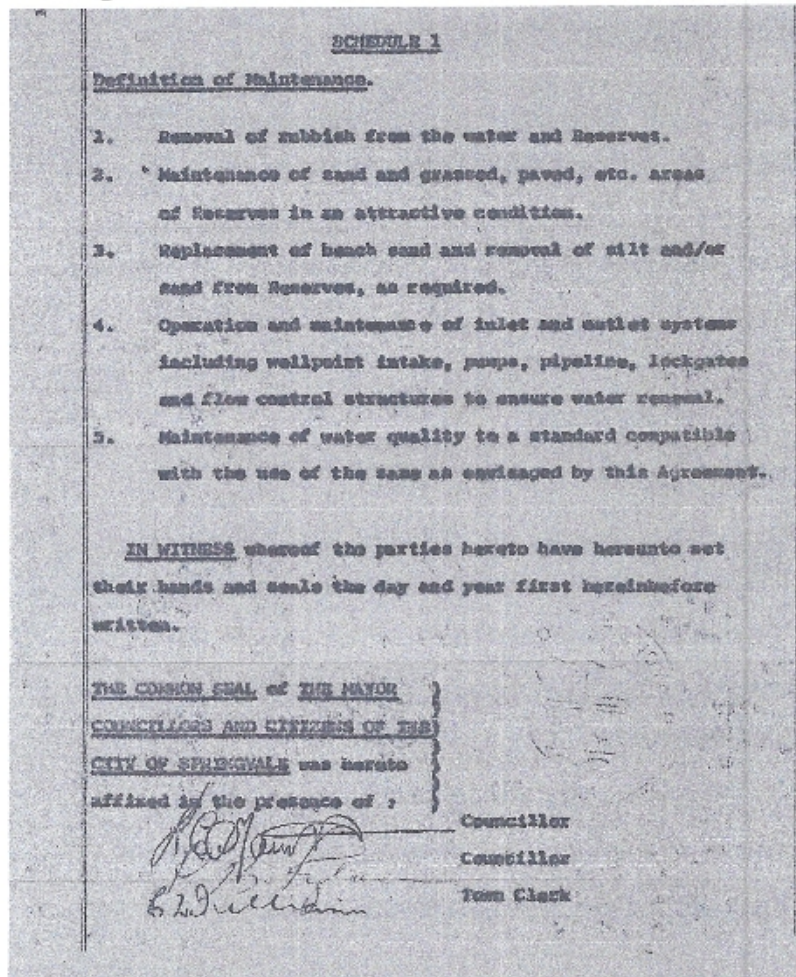 SCHEDULE 1
Definition of Maintenance.
1. Removal of rubbish from the water and Reserves.
2. Maintenance of sand and grassed, paved, etc. areas
of Reserves in an attractive condition.
3. Replacement of beach sand and removal of silt and/or
sand from Reserves, as required.
4. Operation and maintenance of inlet and outlet systems
including wellpoint intake, pumps, pipeline, lockgates
and flow control structures to ensure water renewal.
5. Maintenance of water quality to a standard compatible
with the use of the same as envisaged by this Agreement.
IN WITNESS whereof the parties hereto have hereunto set
their hands and seals the day and year first hereinbefore
written.
THE COMMON SEAL of THE MAYOR
COUNCILLORS AND CITIZENS OF THE
CITY OF SPRINGVALE was hereto
affixed in the presence of :
Councillor
Councillor
Town Clerk